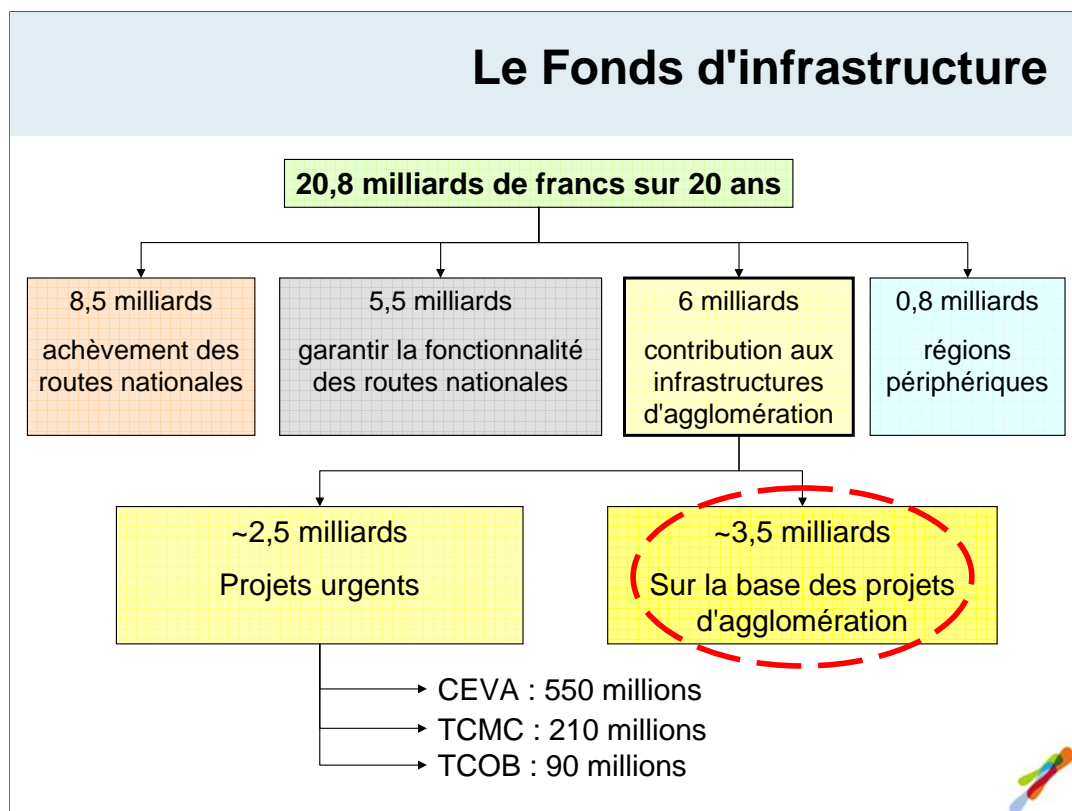 Le Fonds d'infrastructure
20,8 milliards de francs sur 20 ans
8,5 milliards
achèvement des
routes nationales
5,5 milliards
garantir la fonctionnalité
des routes nationales
6 milliards
contribution aux
infrastructures
d'agglomération
0,8 milliards
régions
périphériques
~2,5 milliards
Projets urgents
~3,5 milliards
Sur la base des projets
d'agglomération
CEVA : 550 millions
TCMC : 210 millions
TCOB : 90 millions